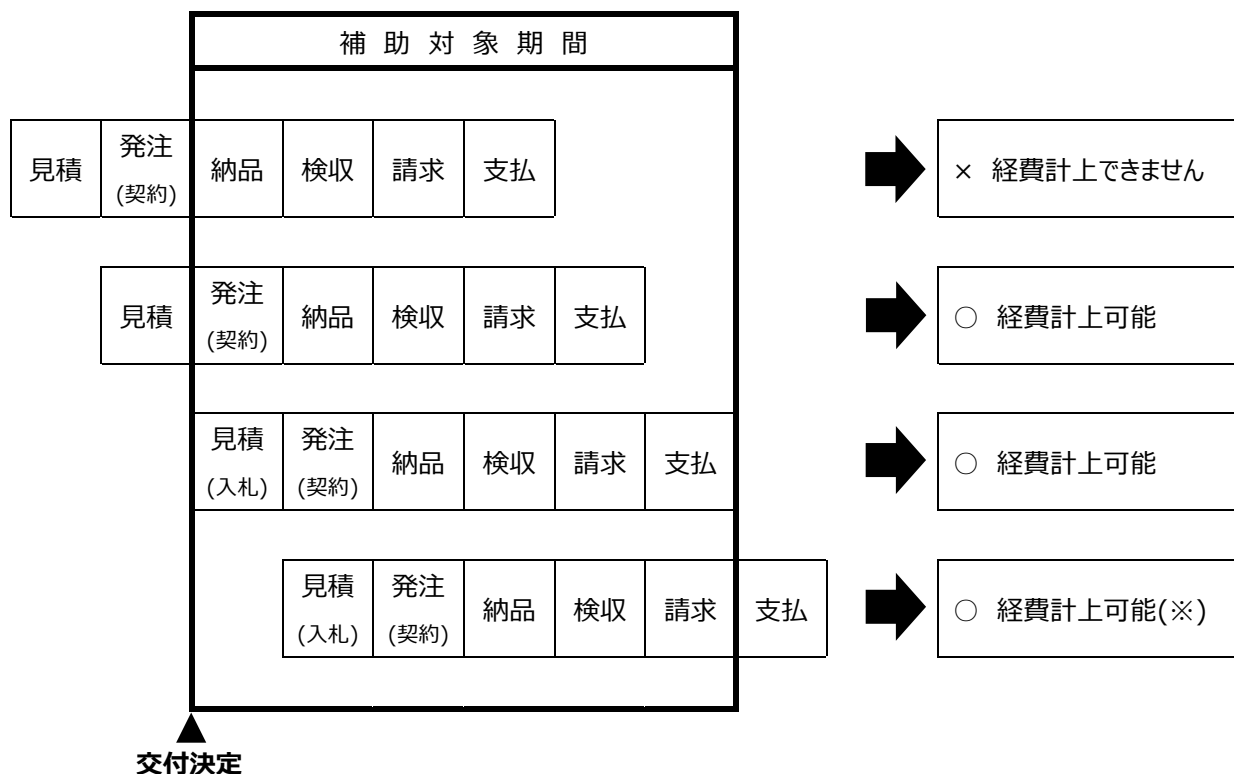 補助対象期間
見積 発注 納品 検収 請求 支払
(契約)
× 経費計上できません
見積 発注 納品 検収 請求 支払
(契約)
○ 経費計上可能
見積 発注 納品 検収 請求 支払
(入札) (契約)
○ 経費計上可能
見積 発注 納品 検収 請求 支払
(入札) (契約)
○ 経費計上可能(※)
交付決定